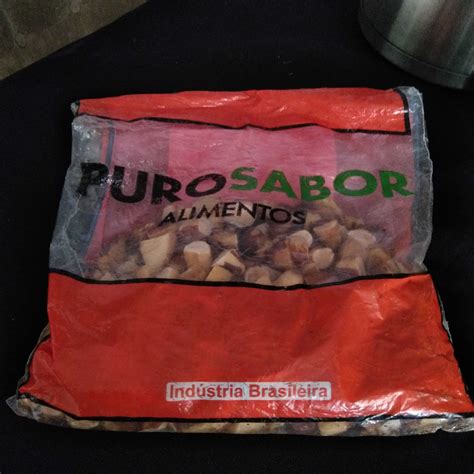 PUROSABOR
ALIMENTOS
Indústria Brasileira